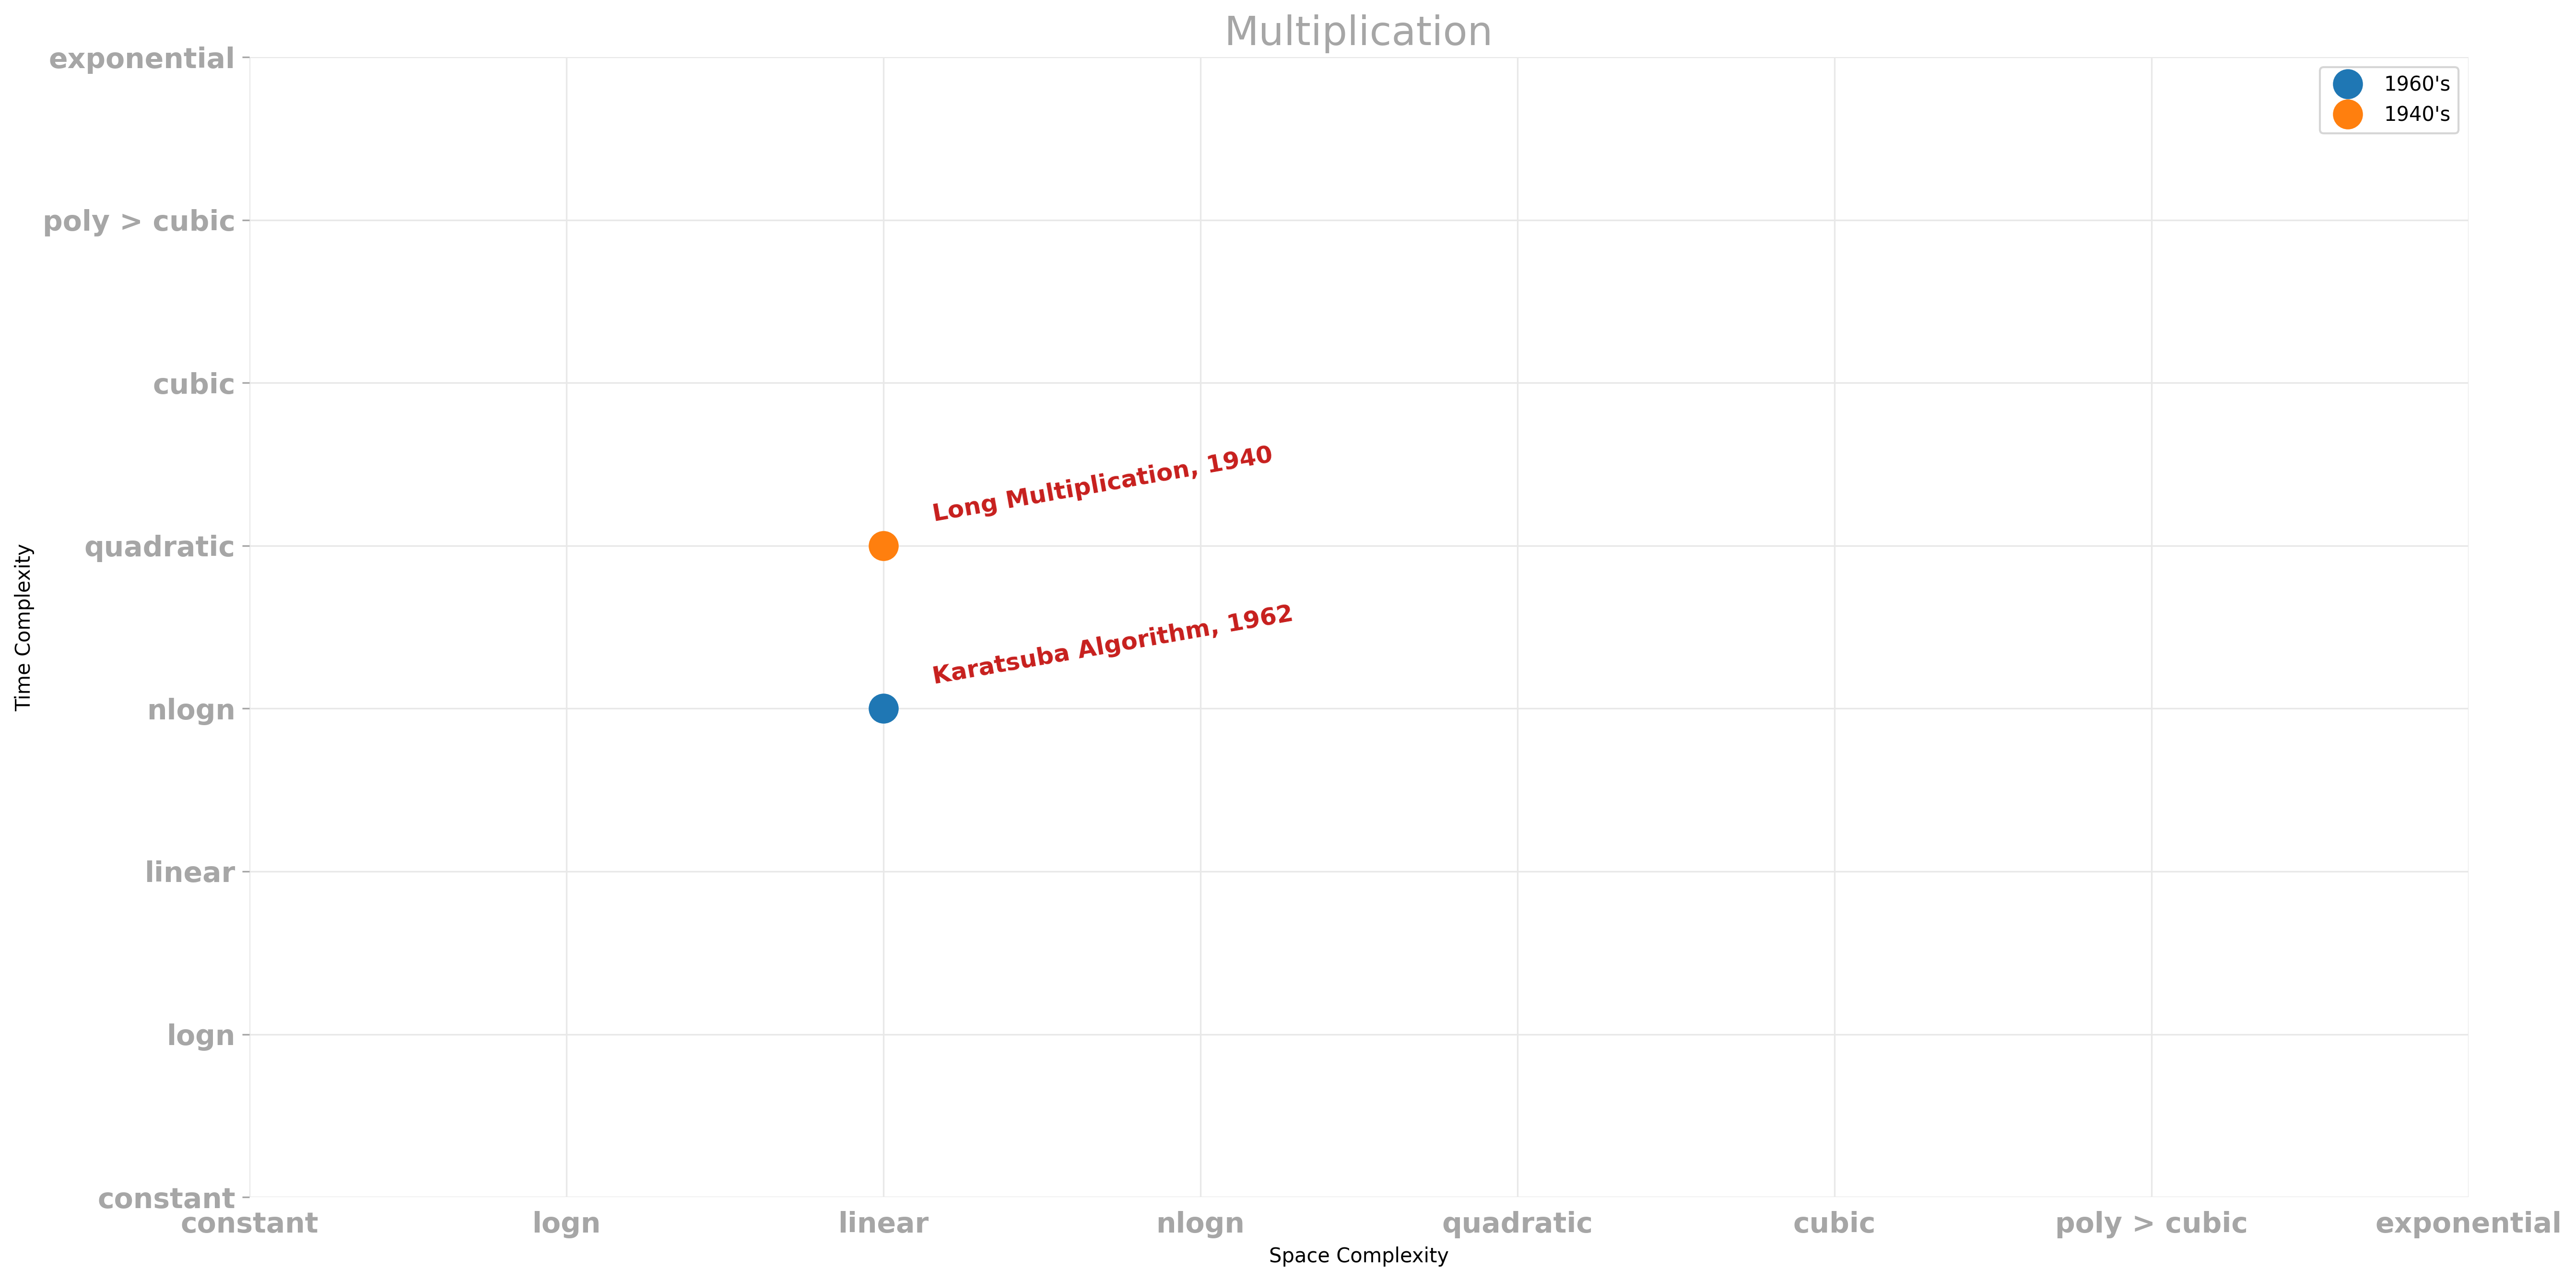 Multiplication
exponential
poly > cubic
cubic
quadratic
nlogn
linear
logn
constant
Time Complexity
1960's
1940's
Long Multiplication, 1940
Karatsuba Algorithm, 1962
constant
logn
linear
nlogn
quadratic
cubic
poly > cubic
exponential
Space Complexity